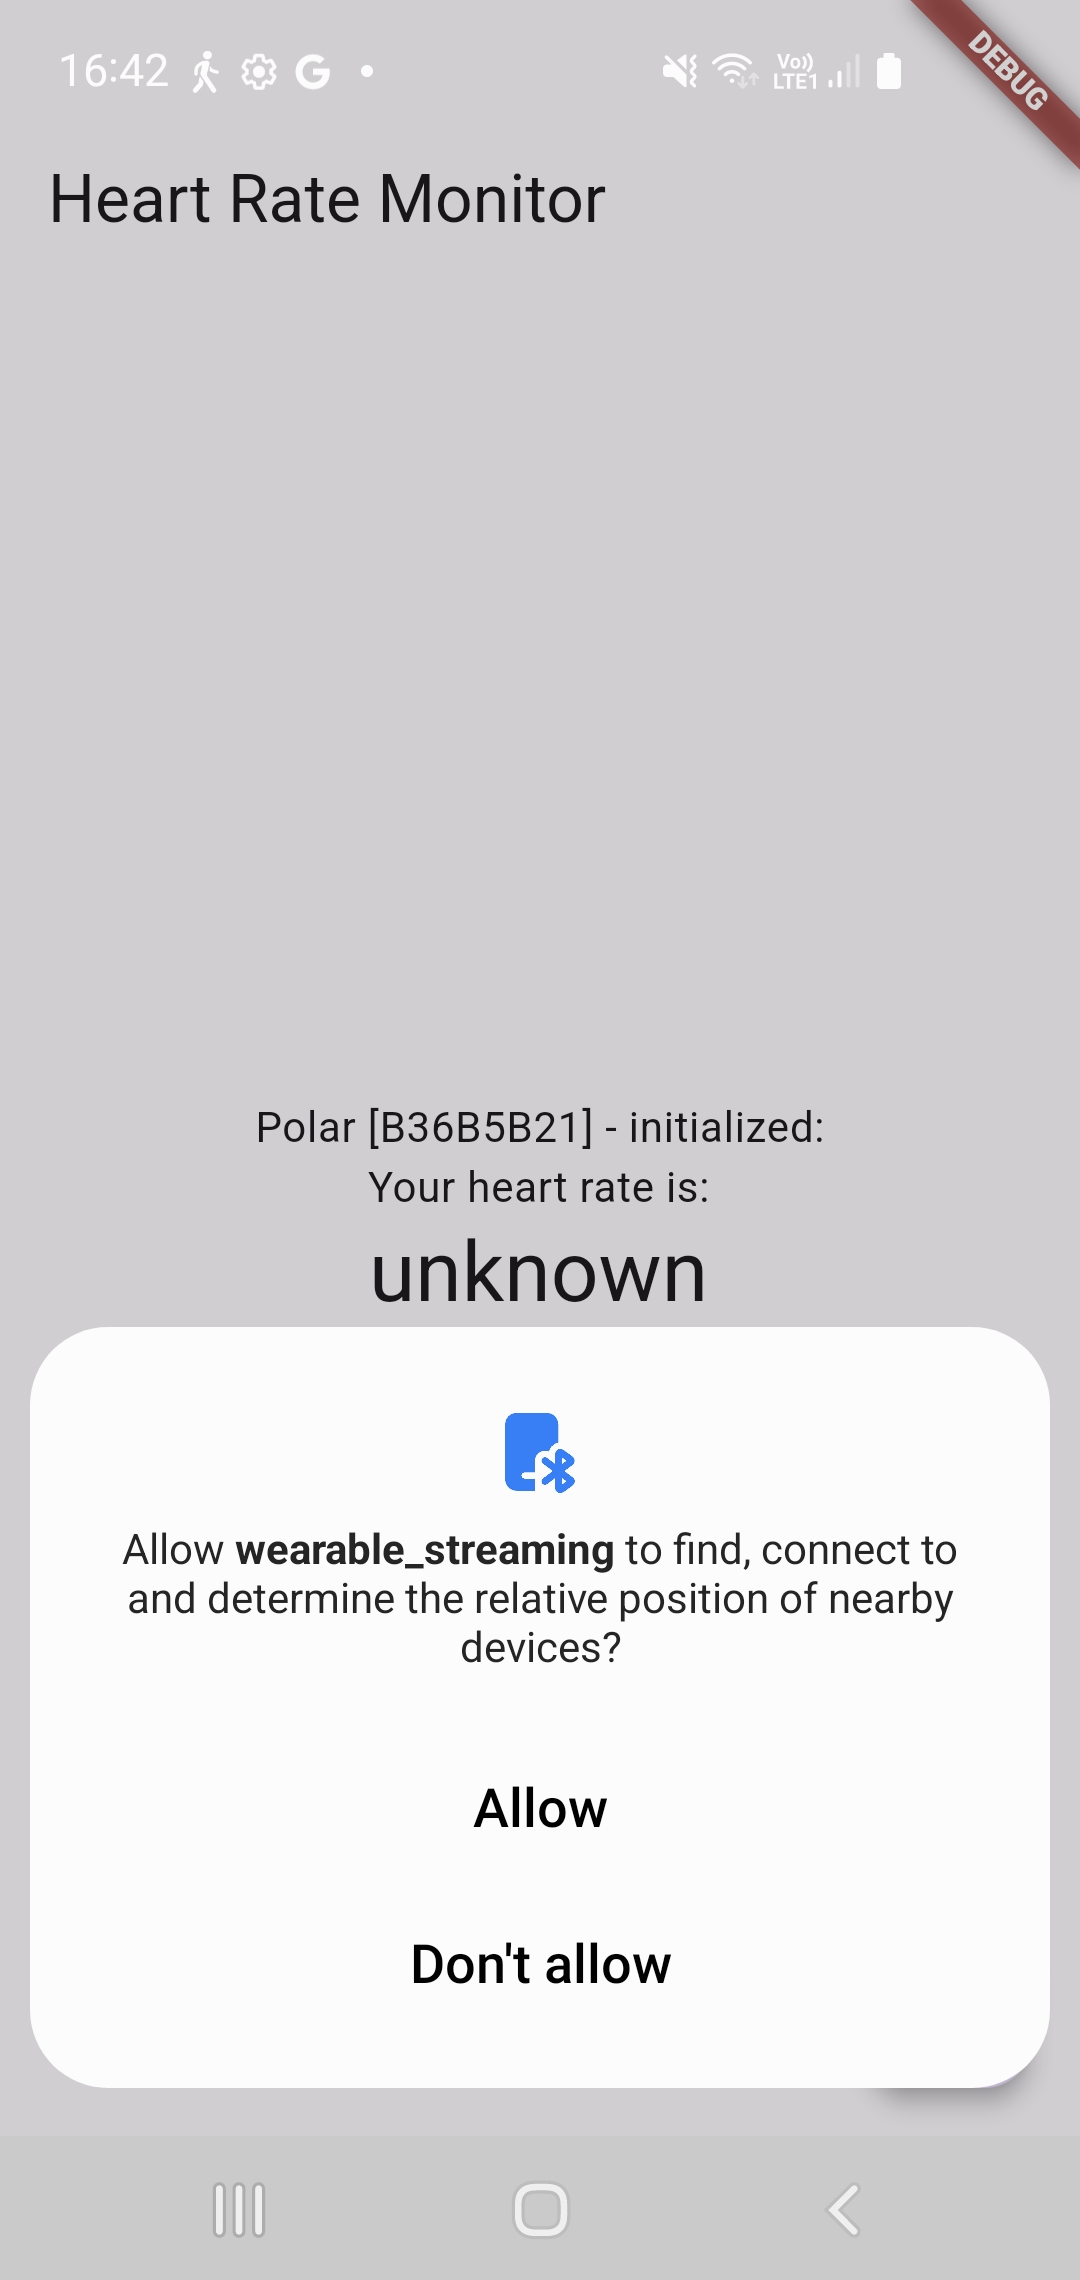 16:42
Vo))
LTE1
DEBUG
Heart Rate Monitor
Polar [B36B5B21] - initialized:
Your heart rate is:
unknown
Allow wearable_streaming to find, connect to
and determine the relative position of nearby
devices?
Allow
Don't allow